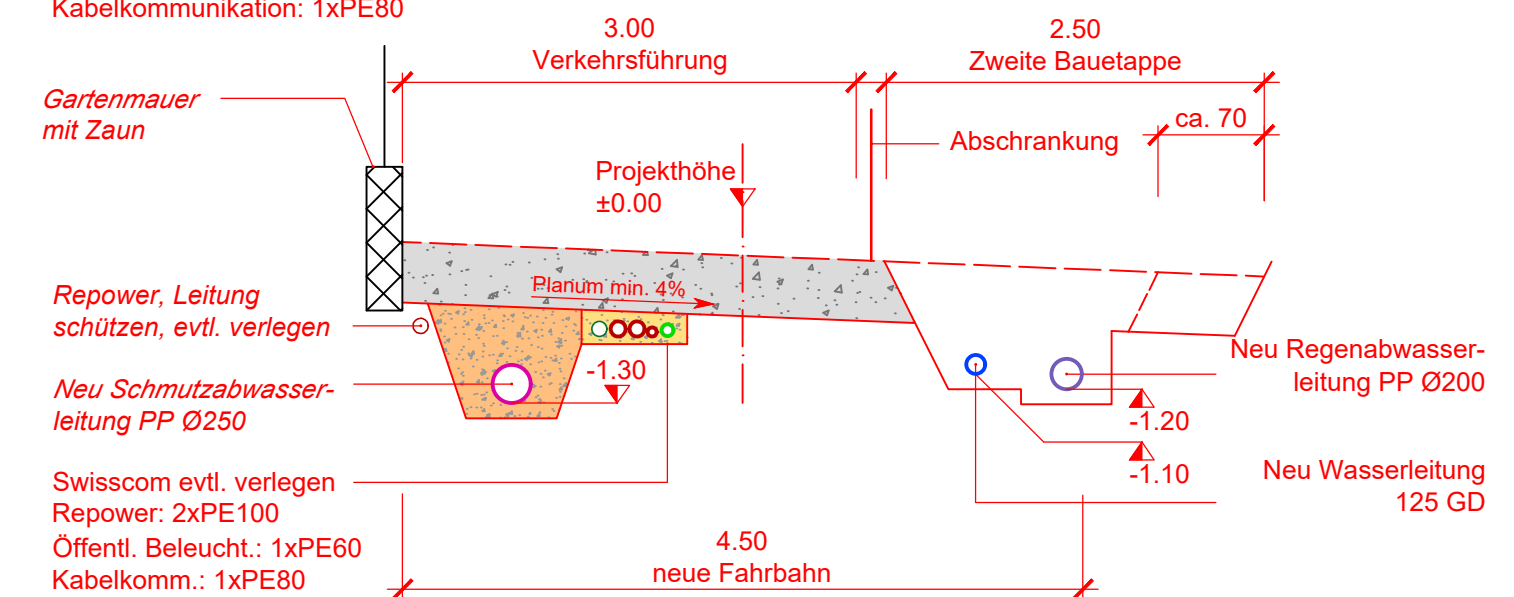 Kabelkommunikation: 1xPE80
3.00
Verkehrsführung
2.50
Zweite Bauetappe
Gartenmauer
mit Zaun
ca. 70
Abschrankung
Projekthöhe
±0.00
Planum min. 4%
Repower, Leitung
schützen, evtl. verlegen
Neu Schmutzabwasser-
leitung PP Ø250
-1.30
Neu Regenabwasser-
leitung PP Ø200
-1.20
-1.10
Neu Wasserleitung
125 GD
Swisscom evtl. verlegen
Repower: 2xPE100
Öffentl. Beleucht.: 1xPE60
Kabelkomm.: 1xPE80
4.50
neue Fahrbahn